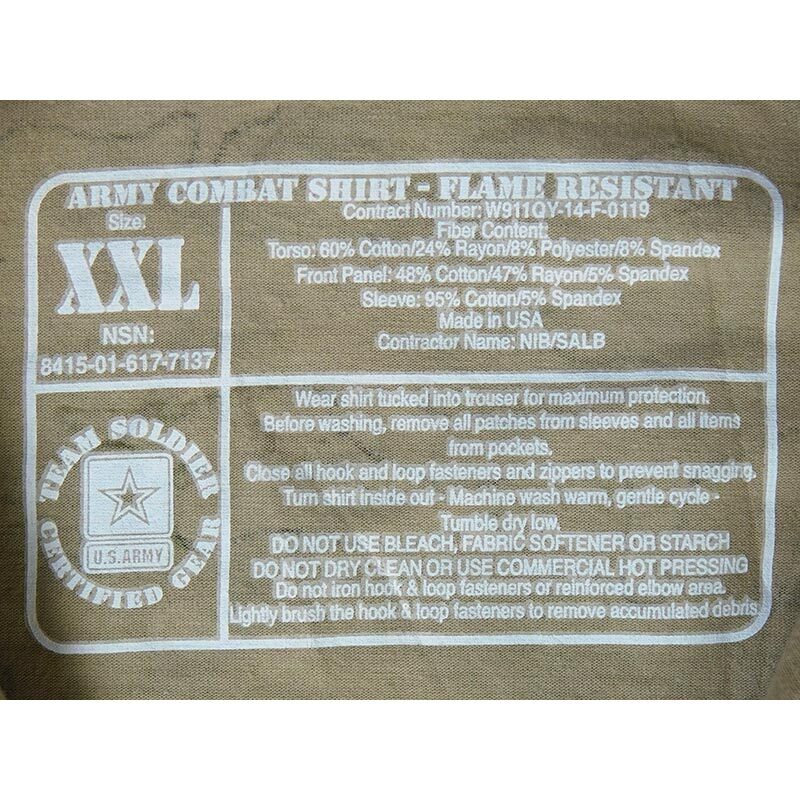 ARMY COMBAT SHIRT - FLAME RESISTANT
Size:
XXL
NSN:
8415-01-617-7137
Contract Number: W911QY-14-F-0119
Fiber Content:
Torso: 60% Cotton/24% Rayon/8% Polyester/8% Spandex
Front Panel: 48% Cotton/47% Rayon/5% Spandex
Sleeve: 95% Cotton/5% Spandex
Made in USA
Contractor Name: NIB/SALB
TEAM SOLDIER
U.S.ARMY
CERTIFIED GEAR
Wear shirt tucked into trouser for maximum protection.
Before washing, remove all patches from sleeves and all items
from pockets.
Close all hook and loop fasteners and zippers to prevent snagging.
Turn shirt inside out - Machine wash warm, gentle cycle -
Tumble dry low.
DO NOT USE BLEACH, FABRIC SOFTENER OR STARCH
DO NOT DRY CLEAN OR USE COMMERCIAL HOT PRESSING
Do not iron hook & loop fasteners or reinforced elbow area.
Lightly brush the hook & loop fasteners to remove accumulated debris.